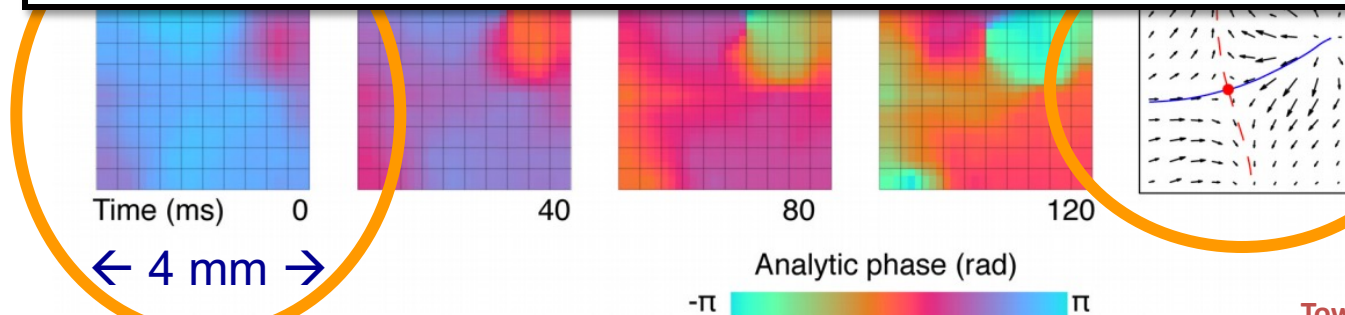 Time (ms) 0 40 80 120
← 4 mm →
Analytic phase (rad)
-π π